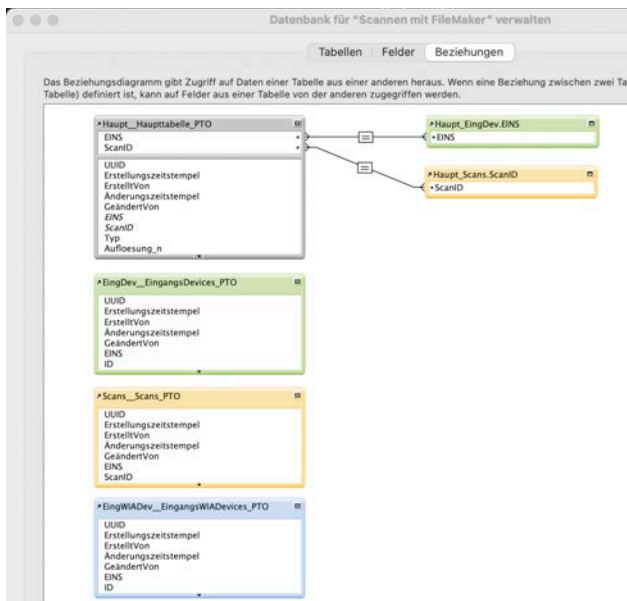 Datenbank für "Scannen mit FileMaker" verwalten
Tabellen Felder Beziehungen
Das Beziehungsdiagramm gibt Zugriff auf Daten einer Tabelle aus einer anderen heraus. Wenn eine Beziehung zwischen zwei Ta
Tabelle) definiert ist, kann auf Felder aus einer Tabelle von der anderen zugegriffen werden.
Haupt__Haupttabelle_PTO
EINS
ScanID
UUID
Erstellungszeitstempel
ErstelltVon
Änderungszeitstempel
GeändertVon
EINS
ScanID
Typ
Aufloesung_n
=
=
Haupt_EingDev.EINS
EINS
Haupt_Scans.ScanID
ScanID
EingDev__EingangsDevices_PTO
UUID
Erstellungszeitstempel
ErstelltVon
Änderungszeitstempel
GeändertVon
EINS
ID
Scans__Scans_PTO
UUID
Erstellungszeitstempel
ErstelltVon
Änderungszeitstempel
GeändertVon
EINS
ScanID
EingWIADev__EingangsWIADevices_PTO
UUID
Erstellungszeitstempel
ErstelltVon
Änderungszeitstempel
GeändertVon
EINS
ID